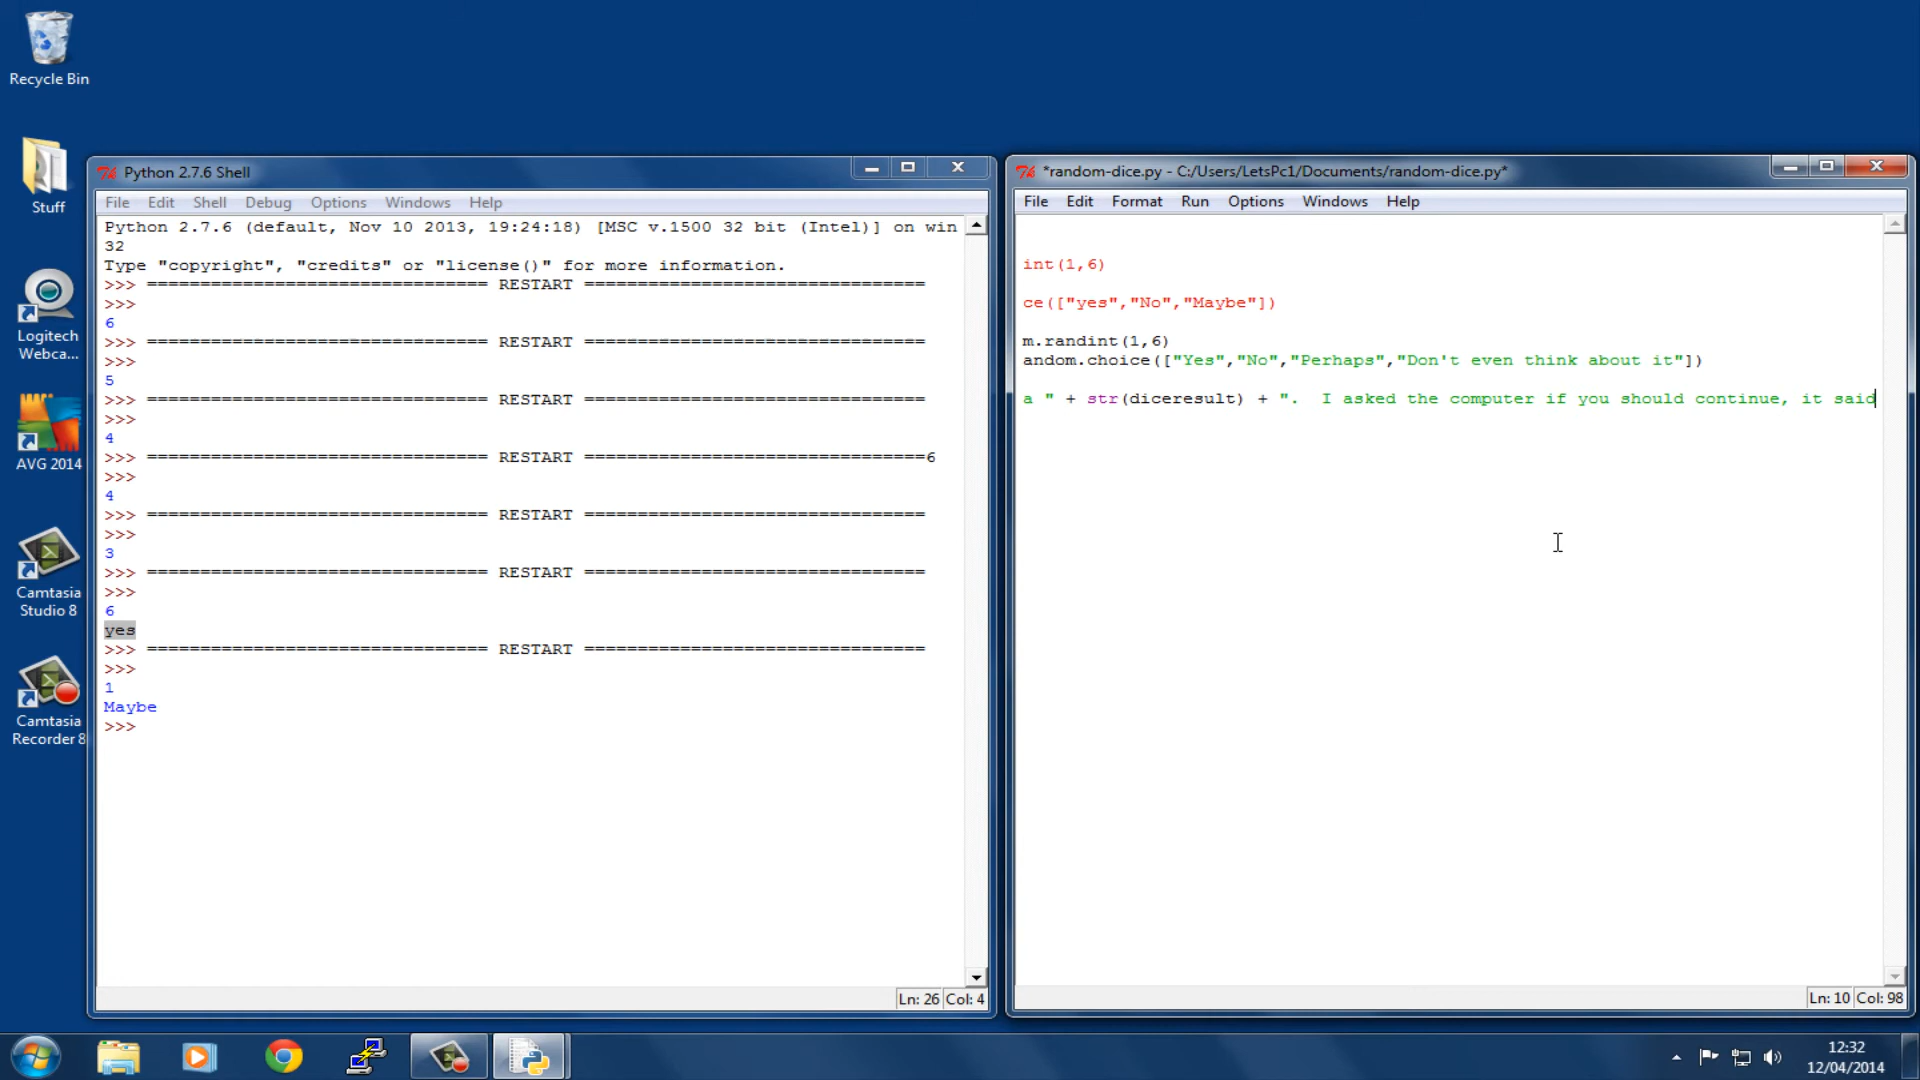 Recycle Bin
Stuff
Logitech
Webca...
AVG 2014
Camtasia
Studio 8
Camtasia
Recorder 8
Python 2.7.6 Shell
File Edit Shell Debug Options Windows Help
Python 2.7.6 (default, Nov 10 2013, 19:24:18) [MSC v.1500 32 bit (Intel)] on win
32
Type "copyright", "credits" or "license()" for more information.
>>> ================================ RESTART ================================
>>>
6
>>> ================================ RESTART ================================
>>>
5
>>> ================================ RESTART ================================
>>>
4
>>> ================================ RESTART ================================6
>>>
4
>>> ================================ RESTART ================================
>>>
3
>>> ================================ RESTART ================================
>>>
6
yes
>>> ================================ RESTART ================================
>>>
1
Maybe
>>>
Ln: 26 Col: 4
*random-dice.py - C:/Users/LetsPc1/Documents/random-dice.py*
File Edit Format Run Options Windows Help
int(1,6)
ce(["yes","No","Maybe"])
m.randint(1,6)
andom.choice(["Yes","No","Perhaps","Don't even think about it"])
a " + str(diceresult) + ".  I asked the computer if you should continue, it said
Ln: 10 Col: 98
12:32
12/04/2014